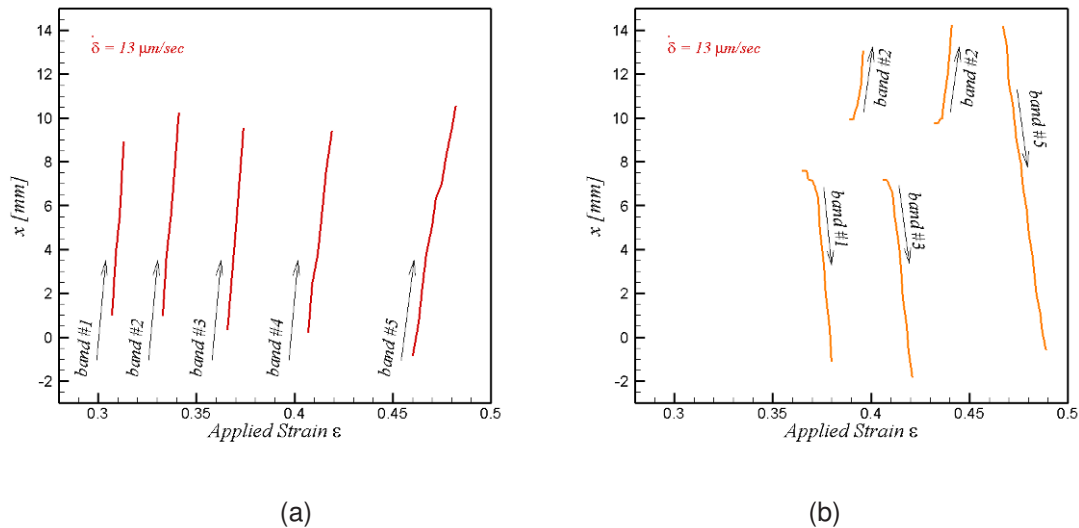 14
12
10
8
6
4
2
0
-2
x [mm]
δ̇ = 13 μm/sec
band #1
band #2
band #3
band #4
band #5
0.3
0.35
0.4
0.45
0.5
Applied Strain ε
(a)
14
12
10
8
6
4
2
0
-2
x [mm]
δ̇ = 13 μm/sec
band #2
band #2
band #5
band #1
band #3
0.3
0.35
0.4
0.45
0.5
Applied Strain ε
(b)